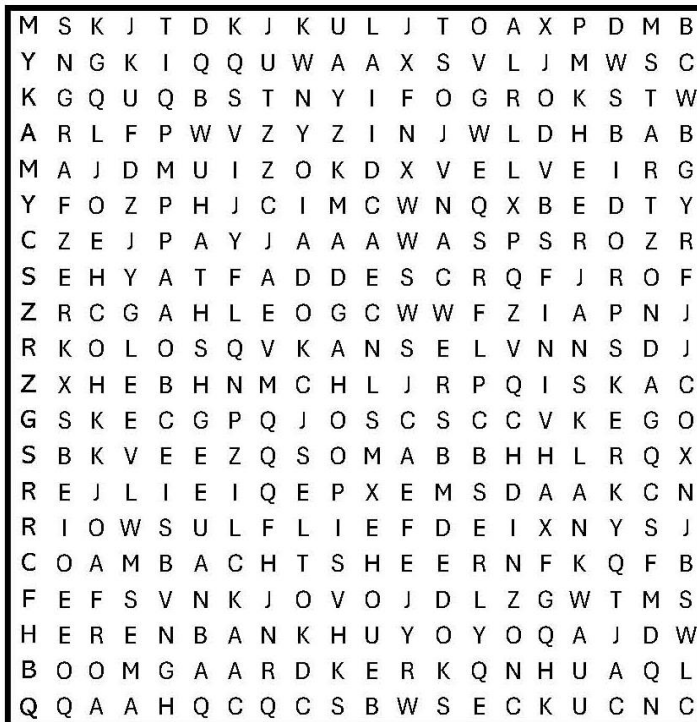 M S K J T D K J K U L J T O A X P D M B
Y N G K I Q Q U W A A X S V L J M W S C
K G Q U Q B S T N Y I F O G R O K S T W
A R L F P W V Z Y Z I N J W L D H B A B
M A J D M U I Z O K D X V E L V E I R G
Y F O Z P H J C I M C W N Q X B E D T Y
C Z E J P A Y J A A A W A S P S R O Z R
S E H Y A T F A D D E S C R Q F J R O F
Z R C G A H L E O G C W W F Z I A P N J
R K O L O S Q V K A N S E L V N N S D J
Z X H E B H N M C H L J R P Q I S K A C
G S K E C G P Q J O S C S C C V K E G O
S B K V E E Z Q S O M A B B H H L R Q X
R E J L I E I Q E P X E M S D A A K C N
R I O W S U L F L I E F D E I X N Y S J
C O A M B A C H T S H E E R N F K Q F B
F E F S V N K J O V O J D L Z G W T M S
H E R E N B A N K H U Y O Y O Q A J D W
B O O M G A A R D K E R K Q N H U A Q L
Q Q A A H Q C Q C S B W S E C K U C N C